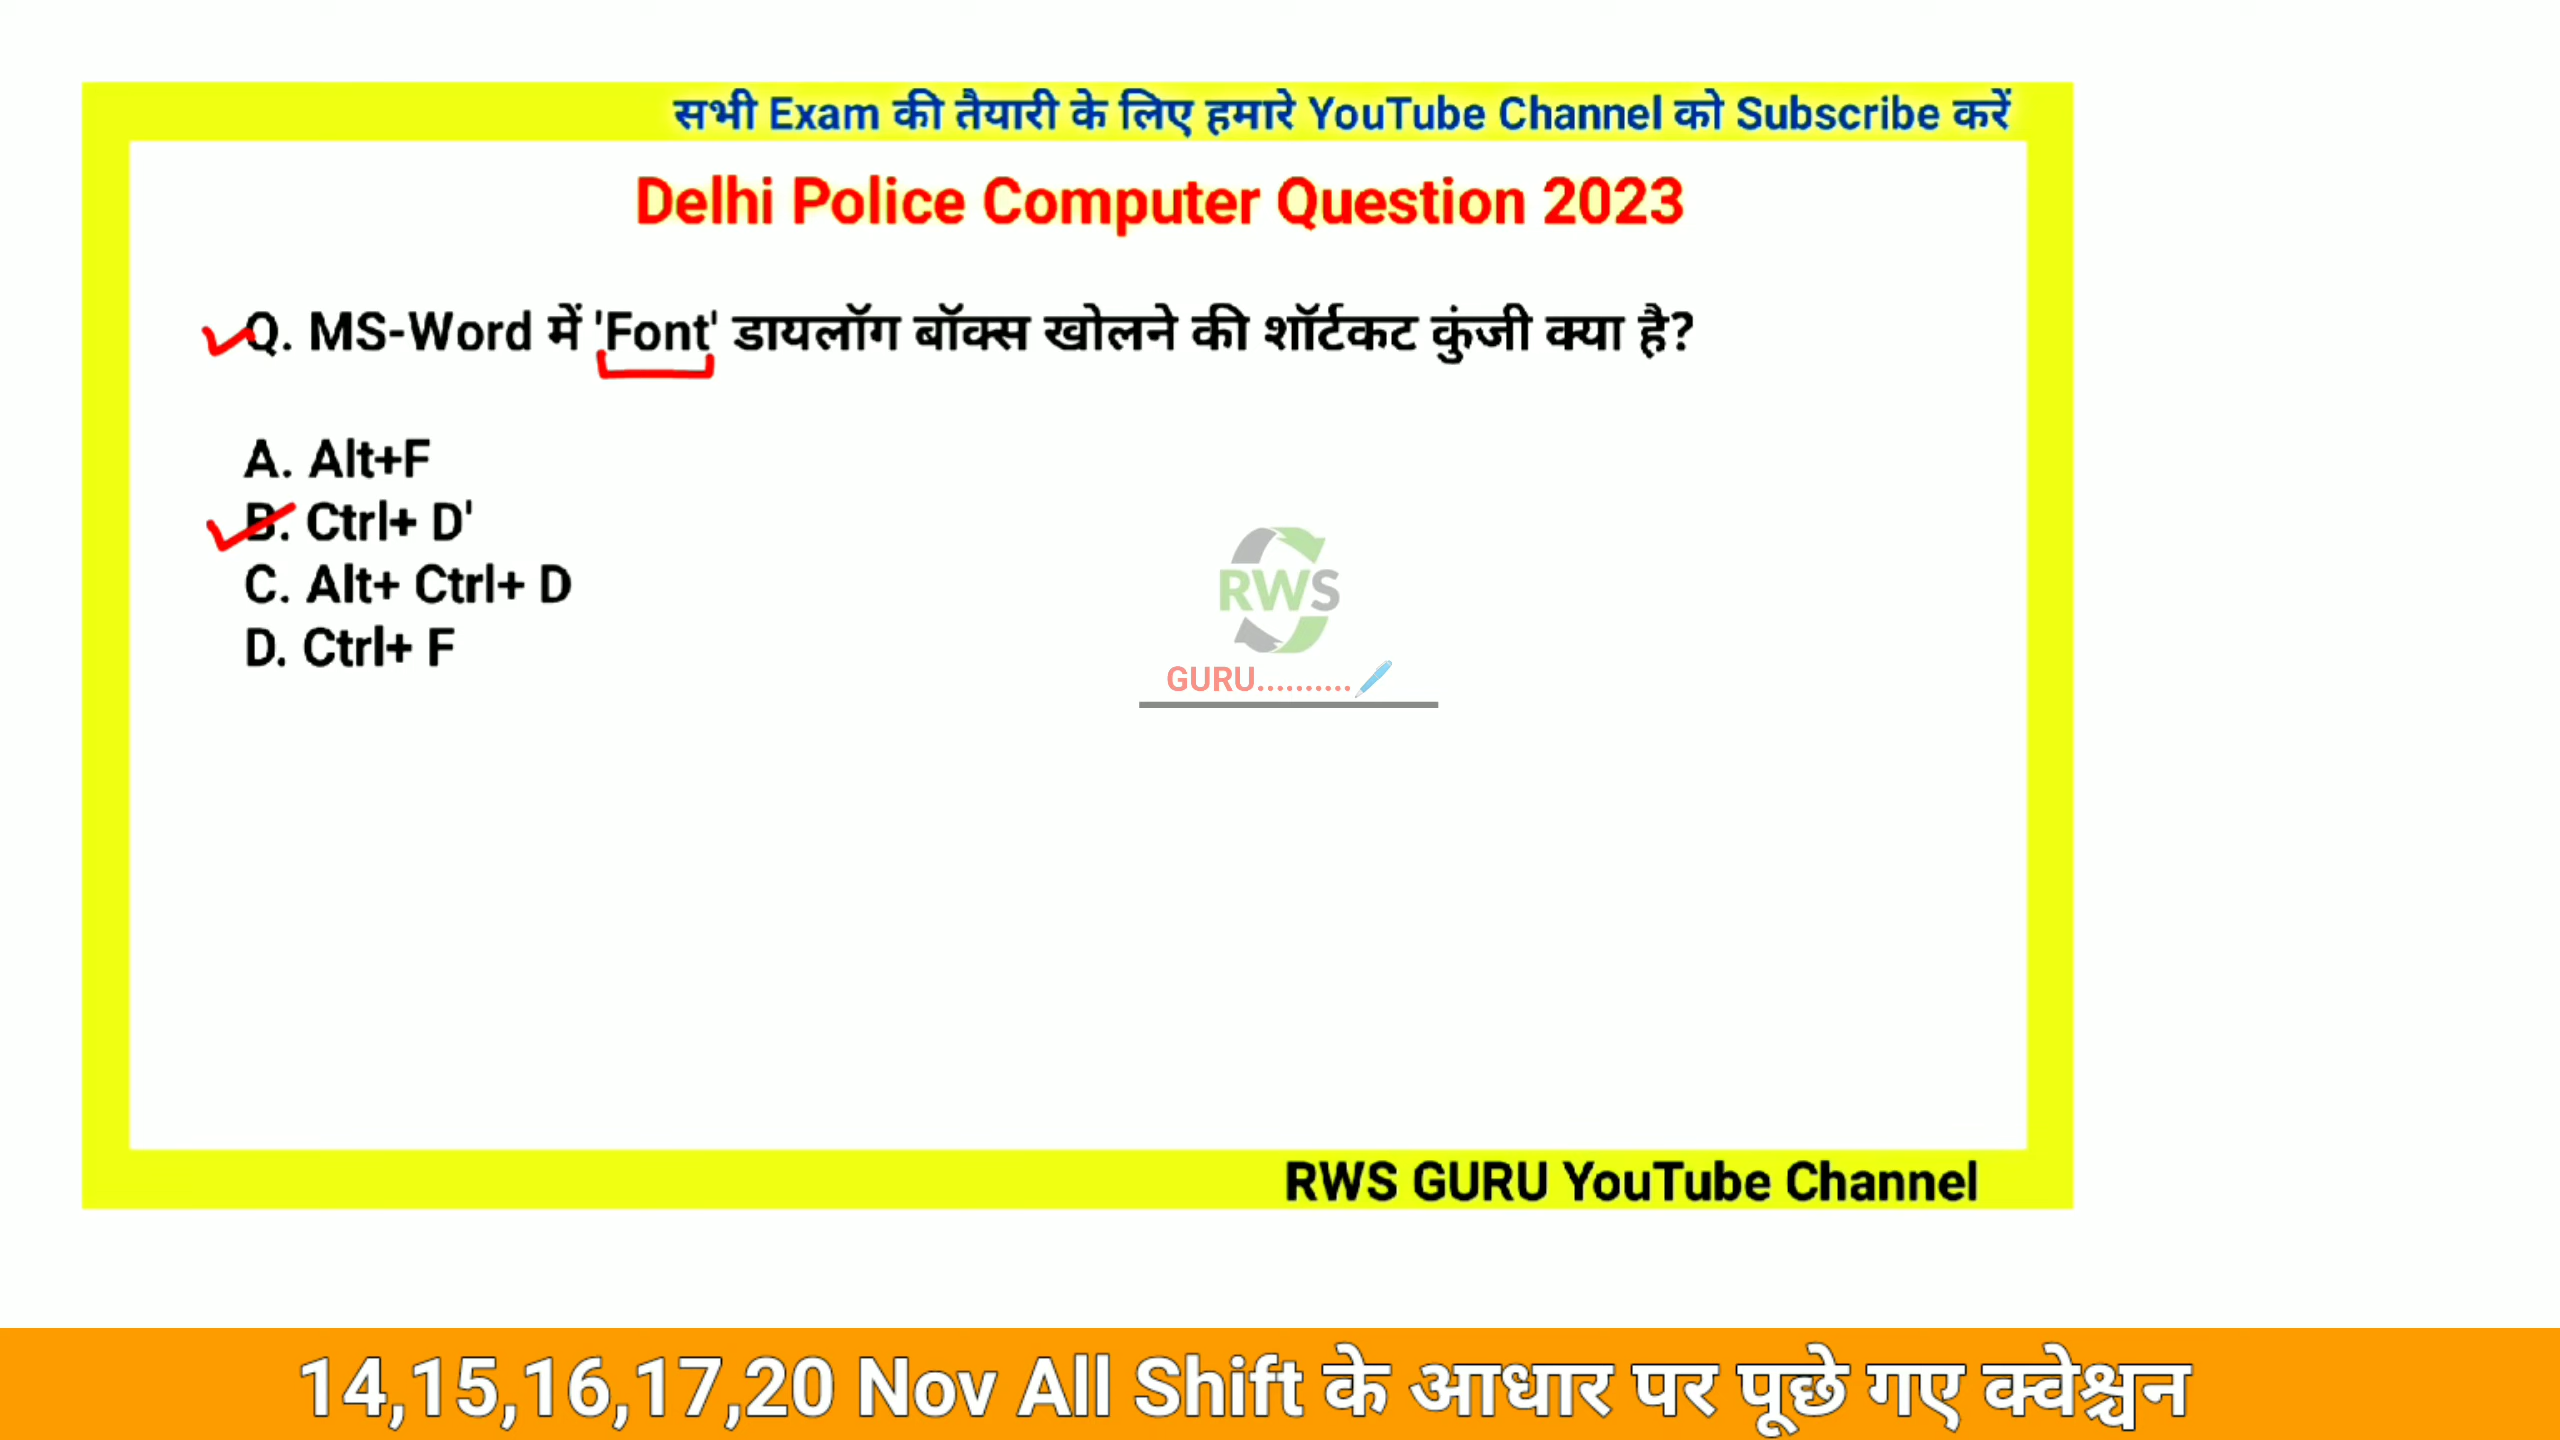 सभी Exam की तैयारी के लिए हमारे YouTube Channel को Subscribe करें
Delhi Police Computer Question 2023
Q. MS-Word में 'Font' डायलॉग बॉक्स खोलने की शॉर्टकट कुंजी क्या है?
A. Alt+F
B. Ctrl+ D'
C. Alt+ Ctrl+ D
D. Ctrl+ F
RWS
GURU..........
RWS GURU YouTube Channel
14,15,16,17,20 Nov All Shift के आधार पर पूछे गए क्वेश्चन